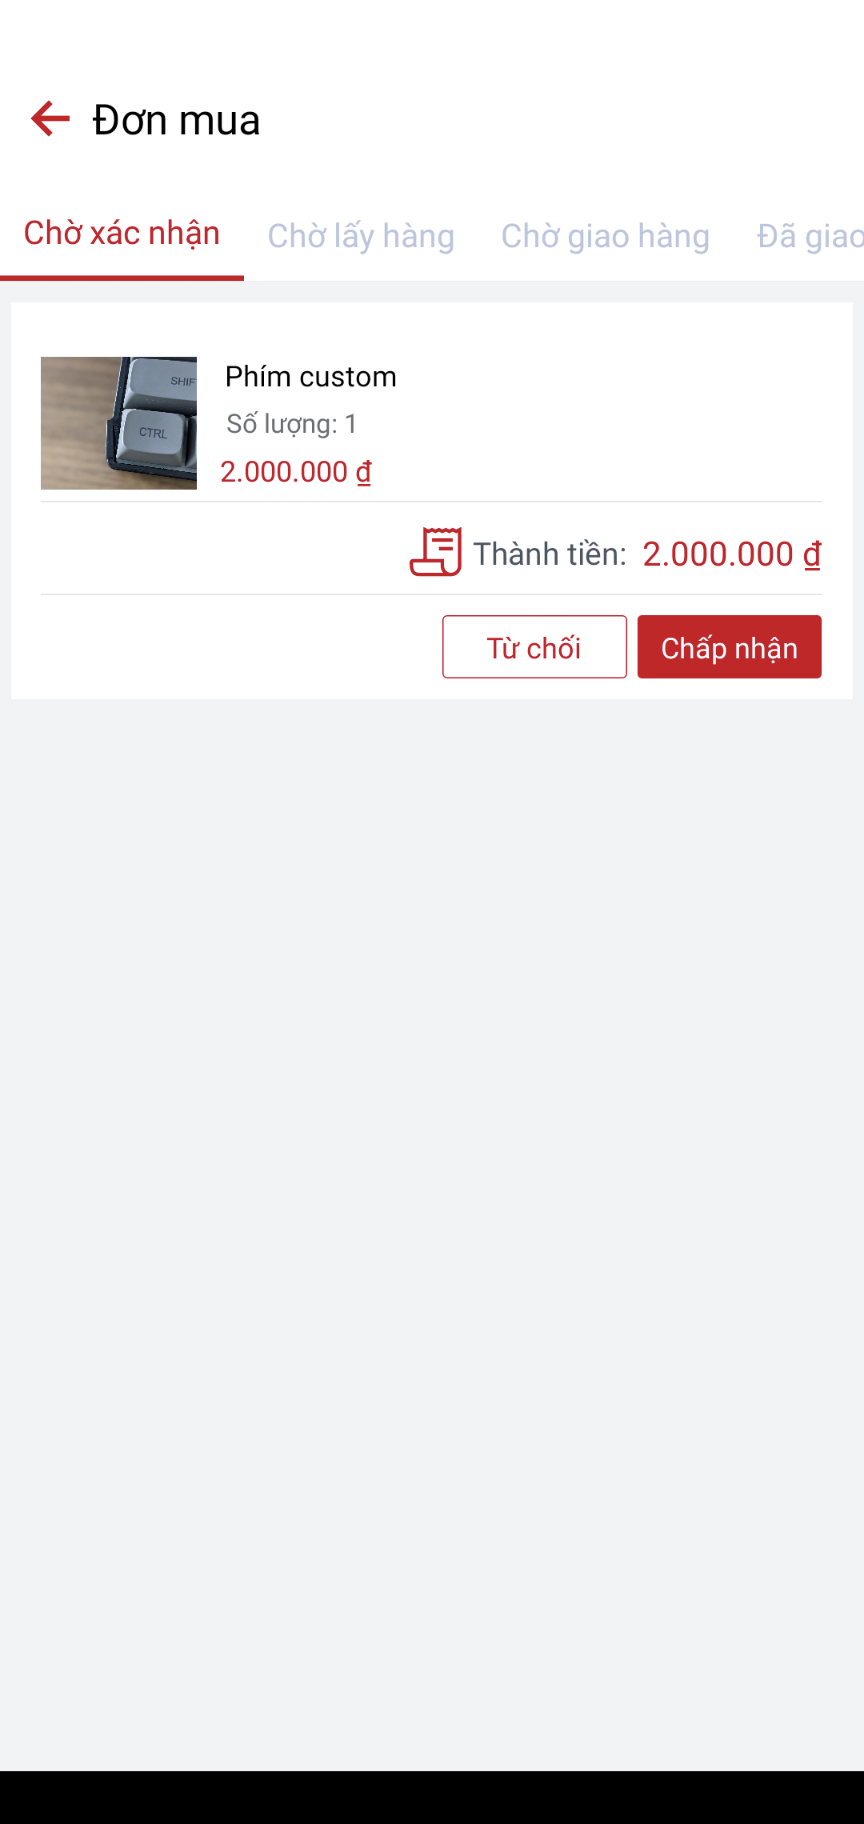 Đơn mua
Chờ xác nhận Chờ lấy hàng Chờ giao hàng Đã giao
SHIF
CTRL
Phím custom
Số lượng: 1
2.000.000 ₫
Thành tiền: 2.000.000 ₫
Từ chối Chấp nhận